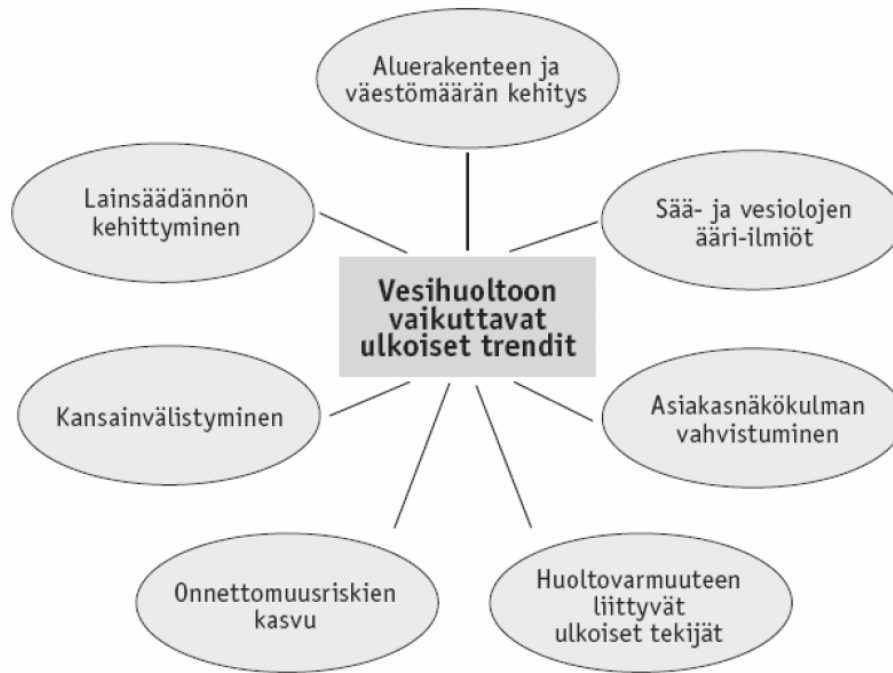 Aluerakenteen ja
väestömäärän kehitys
Lainsäädännön
kehittyminen
Sää- ja vesiolojen
ääri-ilmiöt
Vesihuoltoon
vaikuttavat
ulkoiset trendit
Kansainvälistyminen
Asiakasnäkökulman
vahvistuminen
Onnettomuusriskien
kasvu
Huoltovarmuuteen
liittyvät
ulkoiset tekijät